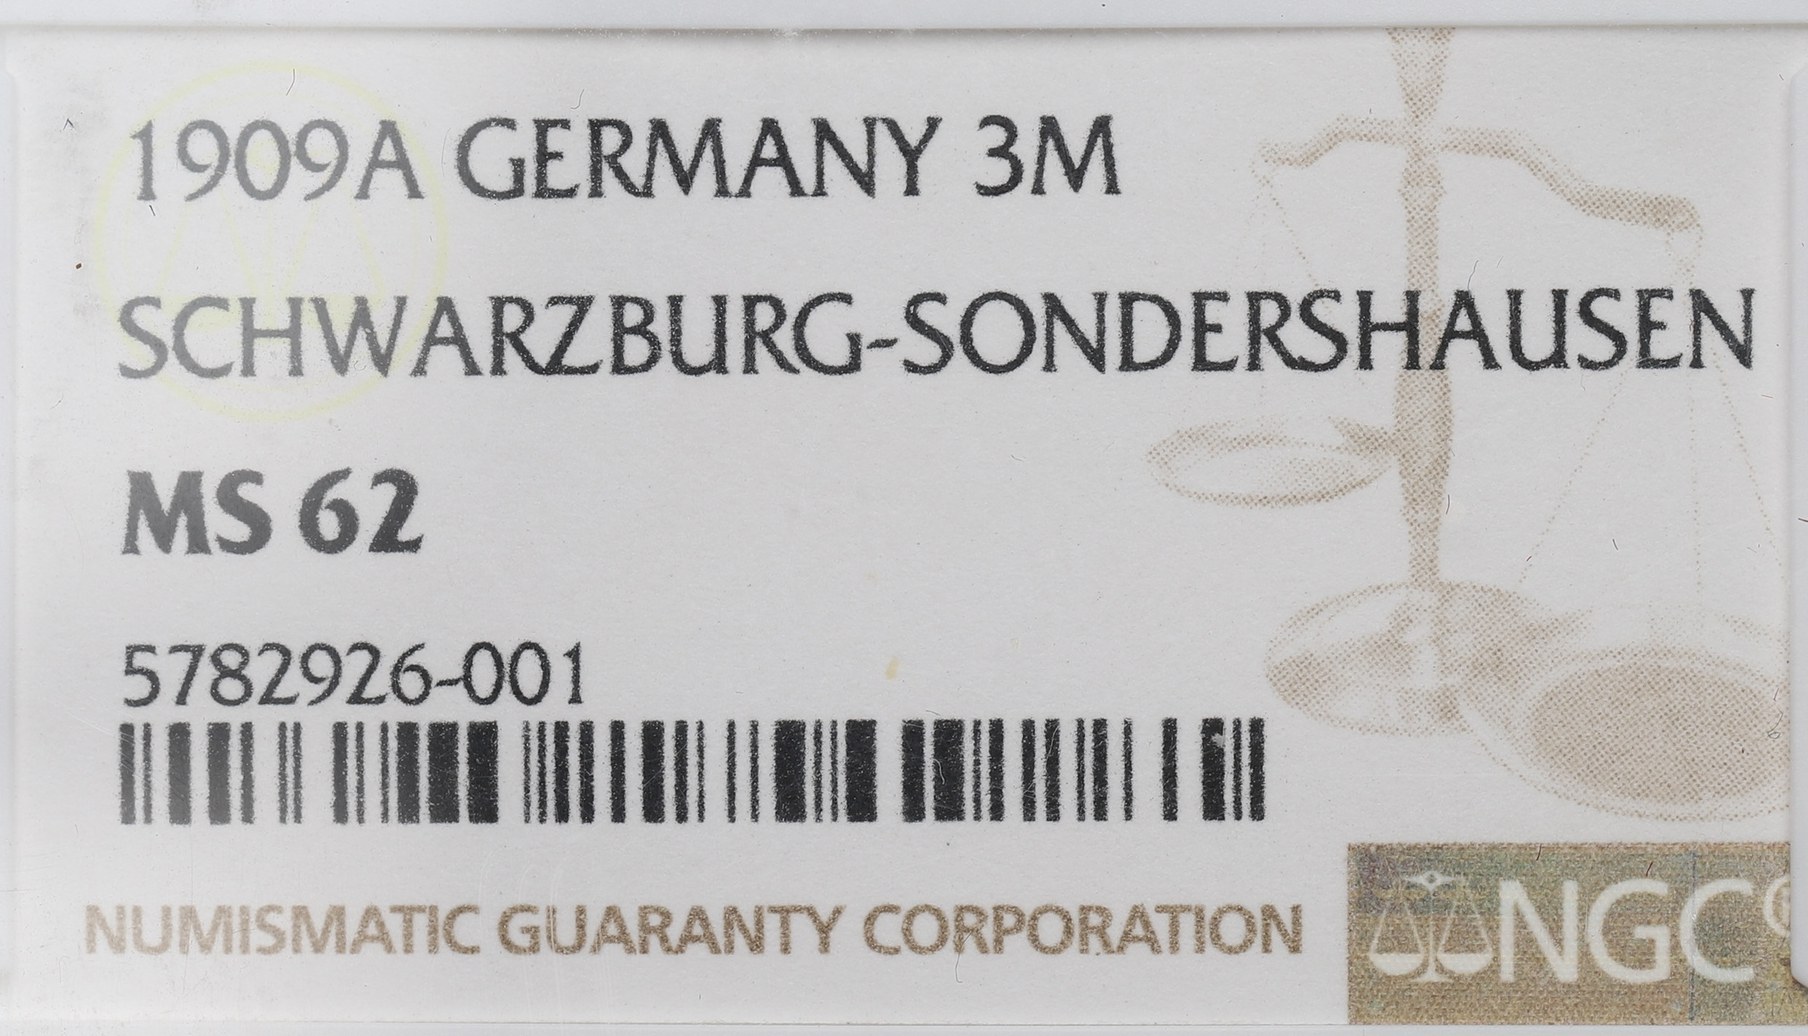 1909A GERMANY 3M
SCHWARZBURG-SONDERSHAUSEN
MS 62
5782926-001
NUMISMATIC GUARANTY CORPORATION
NGC®